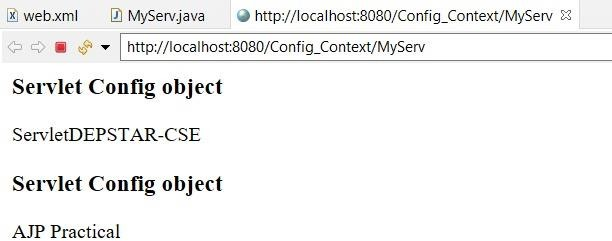 web.xml MyServ.java http://localhost:8080/Config_Context/MyServ
http://localhost:8080/Config_Context/MyServ
Servlet Config object
ServletDEPSTAR-CSE
Servlet Config object
AJP Practical